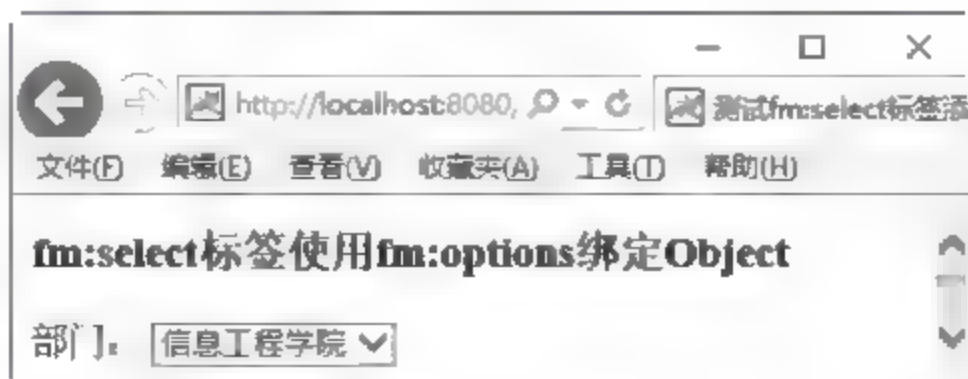 http://localhost:8080, 测试fm:select标签
文件(F) 编辑(E) 查看(V) 收藏夹(A) 工具(T) 帮助(H)
fm:select标签使用fm:options绑定Object
部门： 信息工程学院